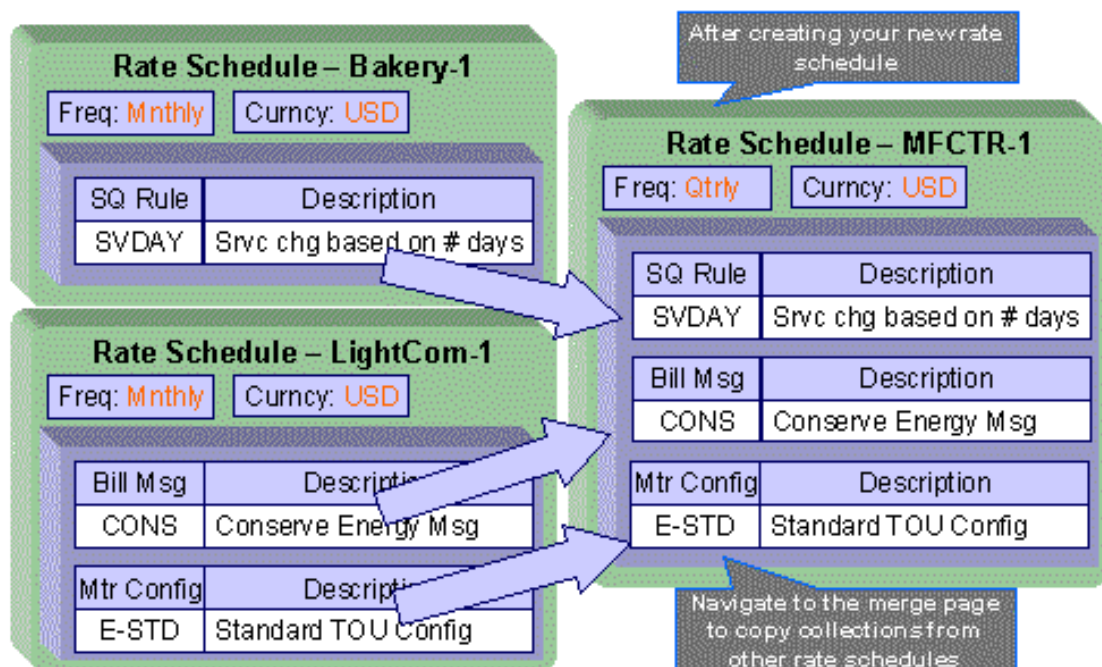 After creating your new rate
schedule
Rate Schedule – Bakery-1
Freq: Mnthly Curncy: USD
SQ Rule Description
SVDAY Srvc chg based on # days
Rate Schedule – LightCom-1
Freq: Mnthly Curncy: USD
Bill Msg Description
CONS Conserve Energy Msg
Mtr Config Description
E-STD Standard TOU Config
Rate Schedule – MFCTR-1
Freq: Qtrly Curncy: USD
SQ Rule Description
SVDAY Srvc chg based on # days
Bill Msg Description
CONS Conserve Energy Msg
Mtr Config Description
E-STD Standard TOU Config
Navigate to the merge page
to copy collections from
other rate schedules